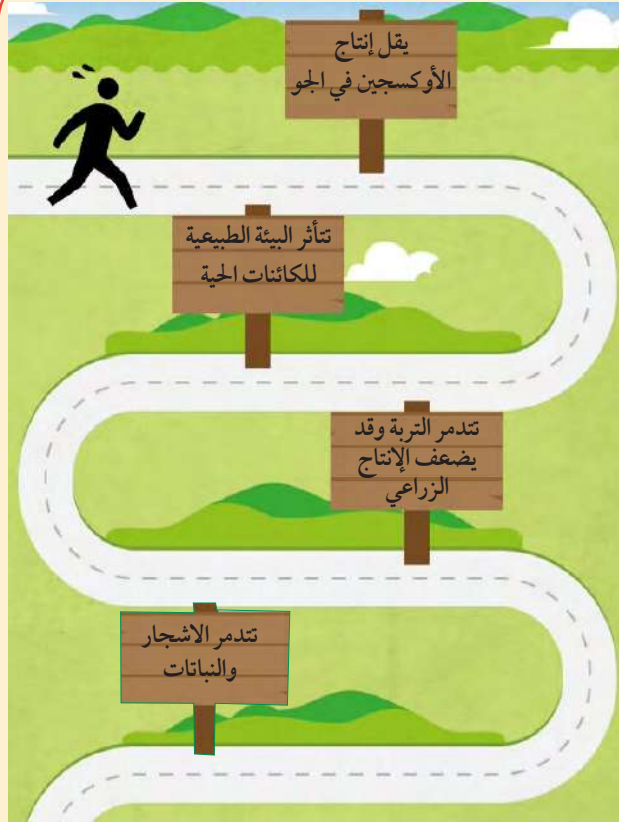 يقل إنتاج
الأوكسجين في الجو
تتأثر البيئة الطبيعية
للكائنات الحية
تتدمر التربة وقد
يضعف الإنتاج
الزراعي
تتدمر الاشجار
والنباتات